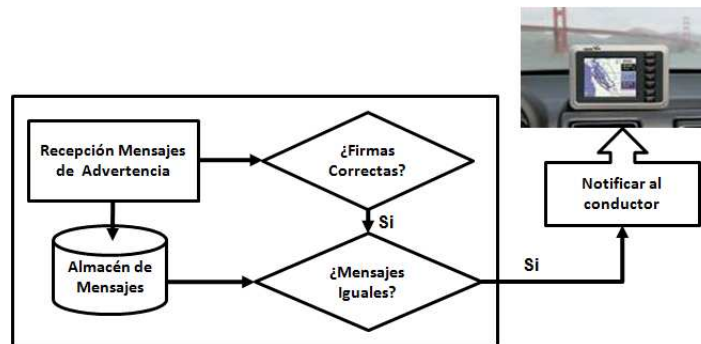 Recepción Mensajes
de Advertencia
¿Firmas
Correctas?
Si
Almacén de
Mensajes
¿Mensajes
Iguales?
Si
Notificar al
conductor